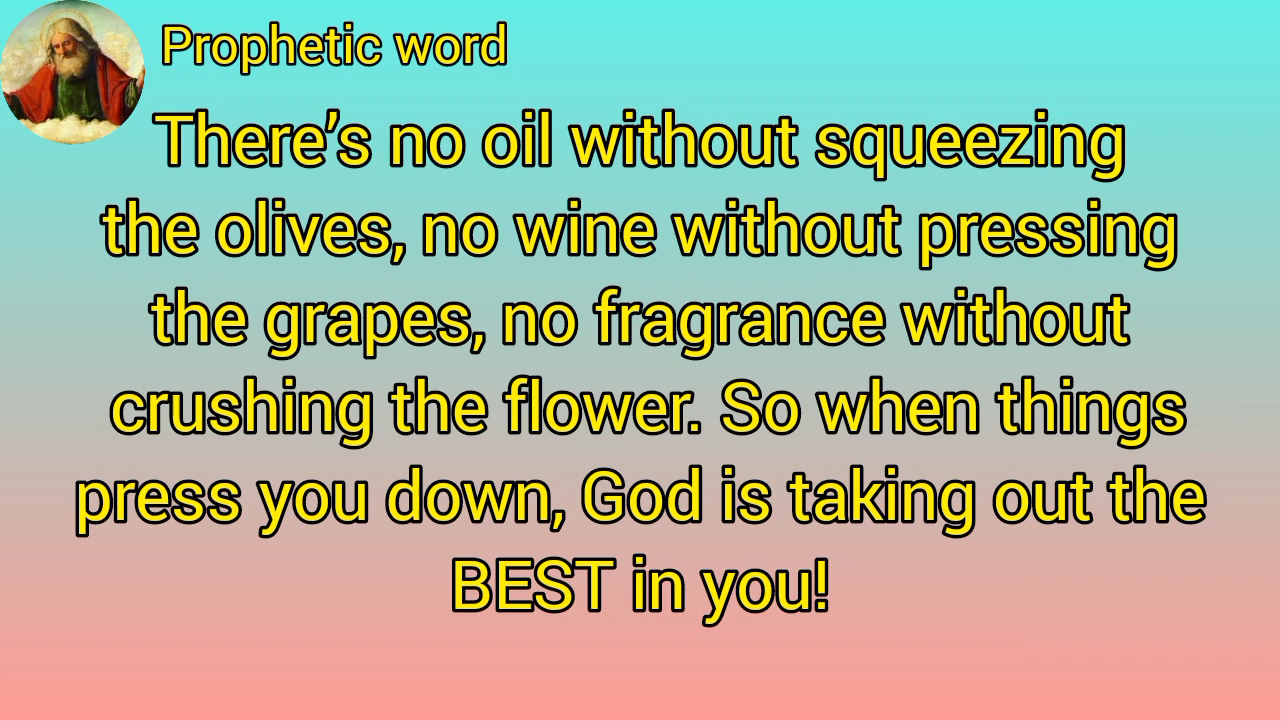 Prophetic word
There’s no oil without squeezing
the olives, no wine without pressing
the grapes, no fragrance without
crushing the flower. So when things
press you down, God is taking out the
BEST in you!